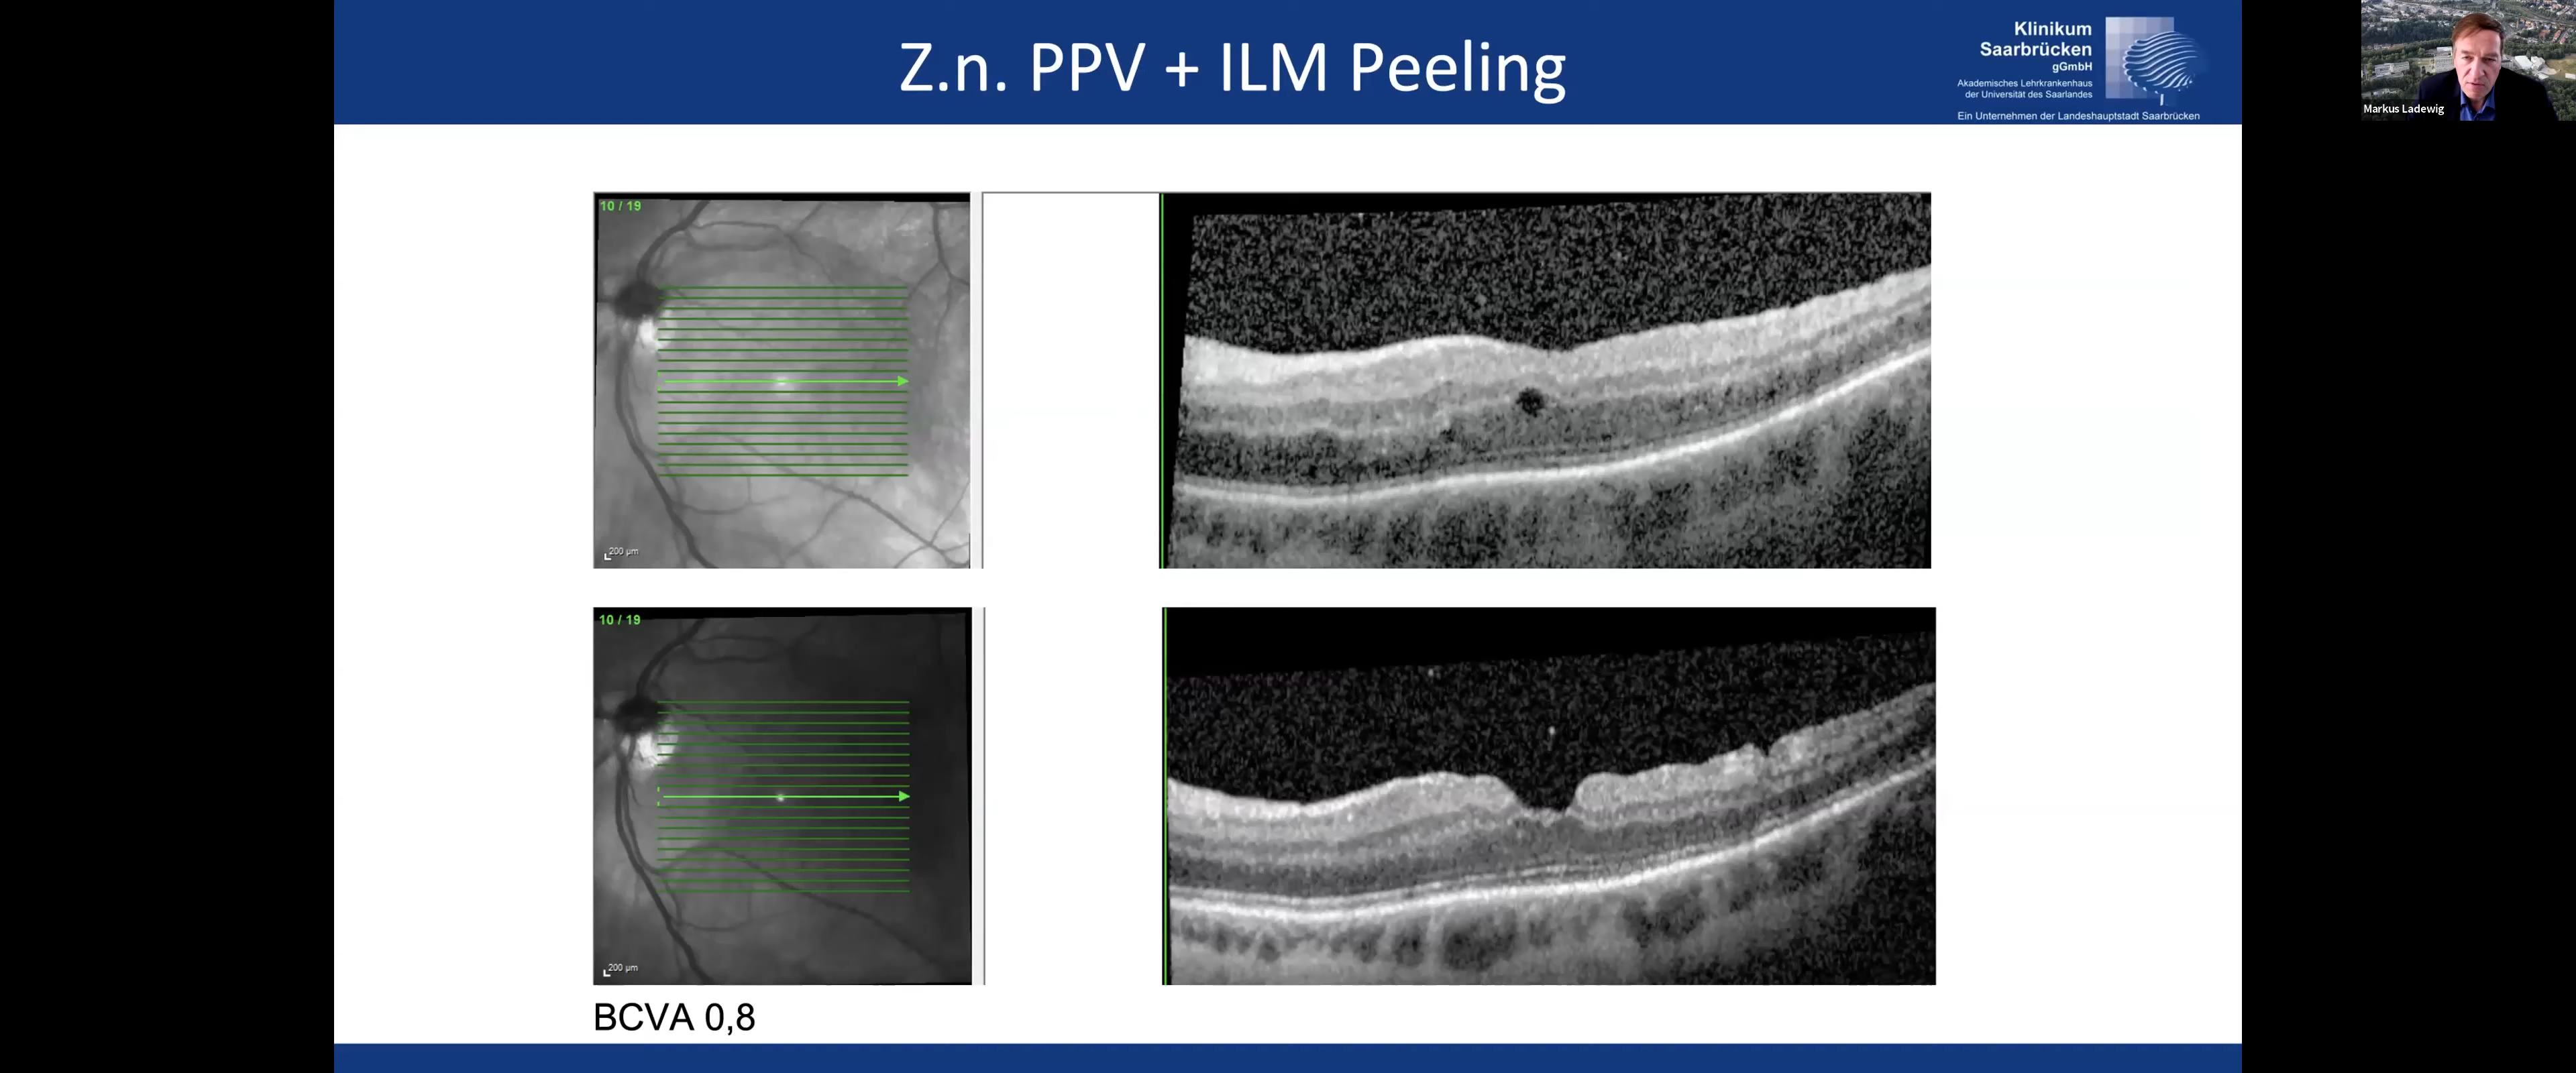 Z.n. PPV + ILM Peeling
Klinikum
Saarbrücken
gGmbH
Akademisches Lehrkrankenhaus
der Universität des Saarlandes
Ein Unternehmen der Landeshauptstadt Saarbrücken
Markus Ladewig
10 / 19
200 µm
10 / 19
200 µm
BCVA 0,8